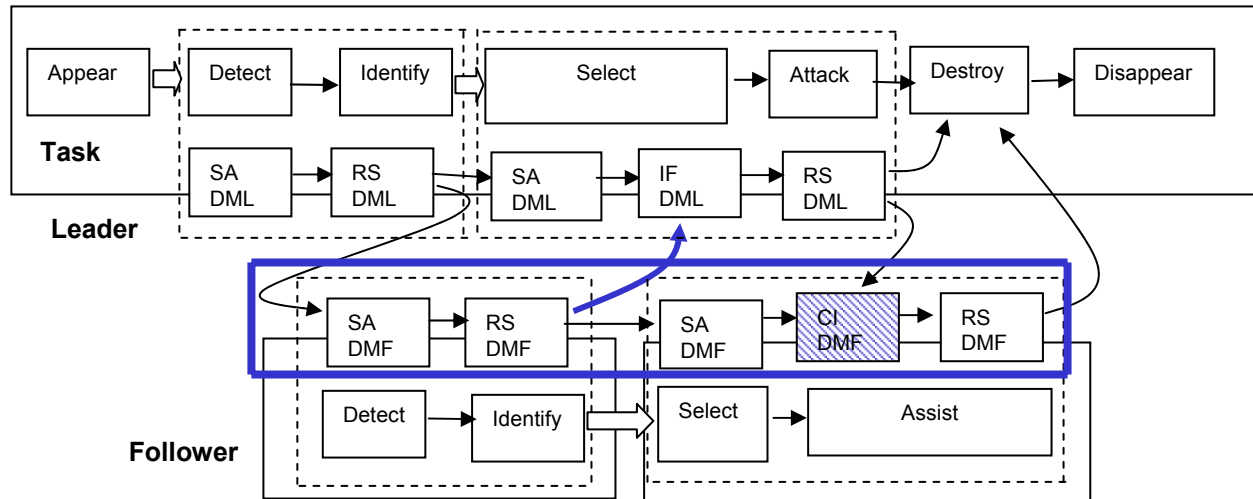 Appear
Detect
Identify
Select
Attack
Destroy
Disappear
Task
SA
DML
RS
DML
SA
DML
IF
DML
RS
DML
Leader
SA
DMF
RS
DMF
SA
DMF
CI
DMF
RS
DMF
Detect
Identify
Select
Assist
Follower